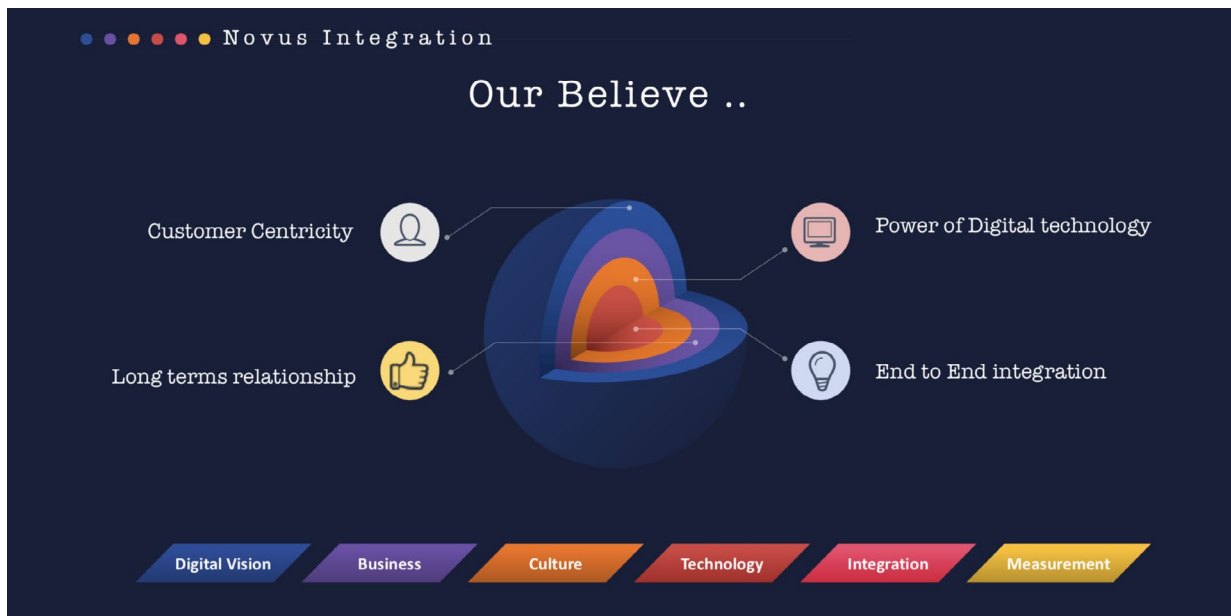 Novus Integration
Our Believe ..
Customer Centricity
Power of Digital technology
Long terms relationship
End to End integration
Digital Vision
Business
Culture
Technology
Integration
Measurement